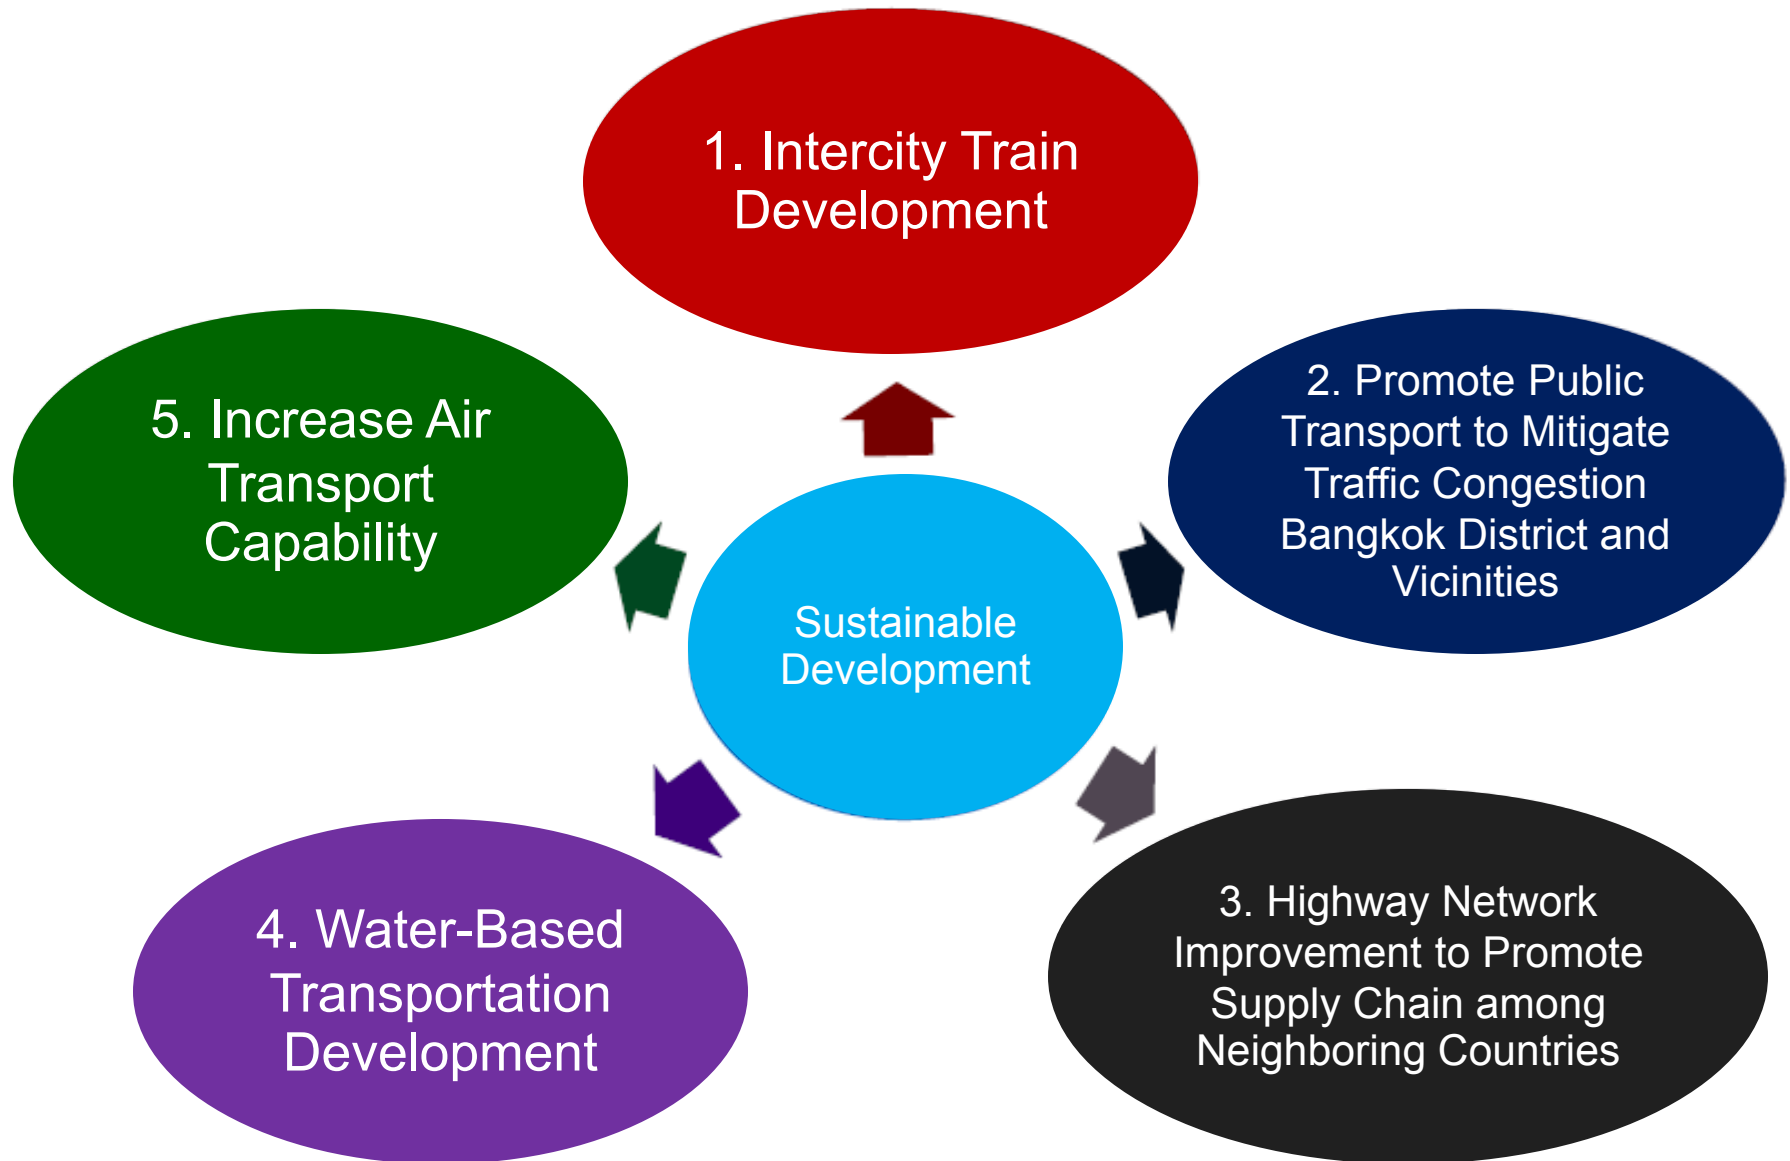 1. Intercity Train
Development
2. Promote Public
Transport to Mitigate
Traffic Congestion
Bangkok District and
Vicinities
3. Highway Network
Improvement to Promote
Supply Chain among
Neighboring Countries
4. Water-Based
Transportation
Development
5. Increase Air
Transport
Capability
Sustainable
Development